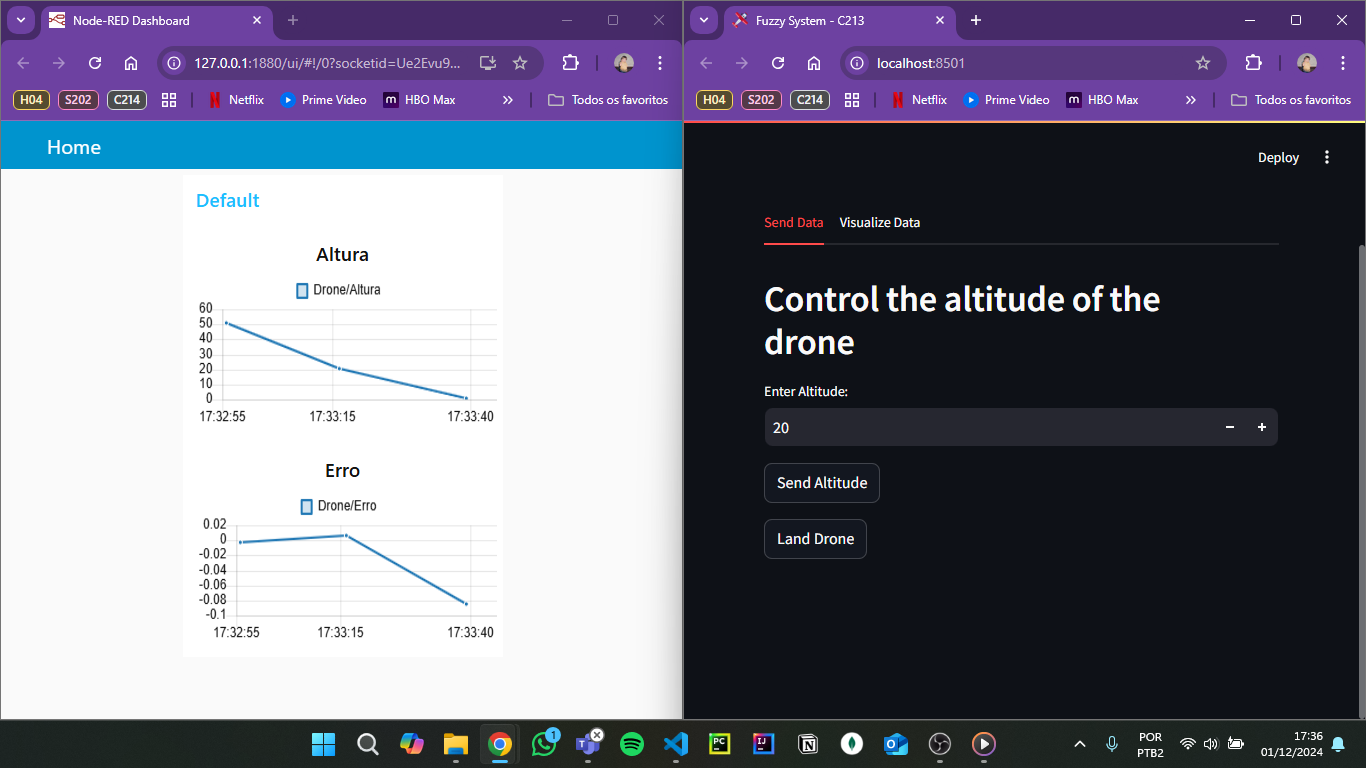 Node-RED Dashboard
127.0.0.1:1880/ui/#!/0?socketid=Ue2Evu9...
H04 S202 C214 Netflix Prime Video HBO Max Todos os favoritos
Home
Default
Altura
Drone/Altura
60
50
40
30
20
10
0
17:32:55 17:33:15 17:33:40
Erro
Drone/Erro
0.02
0
-0.02
-0.04
-0.06
-0.08
-0.1
17:32:55 17:33:15 17:33:40
Fuzzy System - C213
localhost:8501
H04 S202 C214 Netflix Prime Video HBO Max Todos os favoritos
Deploy
Send Data Visualize Data
Control the altitude of the
drone
Enter Altitude:
20
Send Altitude
Land Drone
1
PC
IJ
POR
PTB2
17:36
01/12/2024